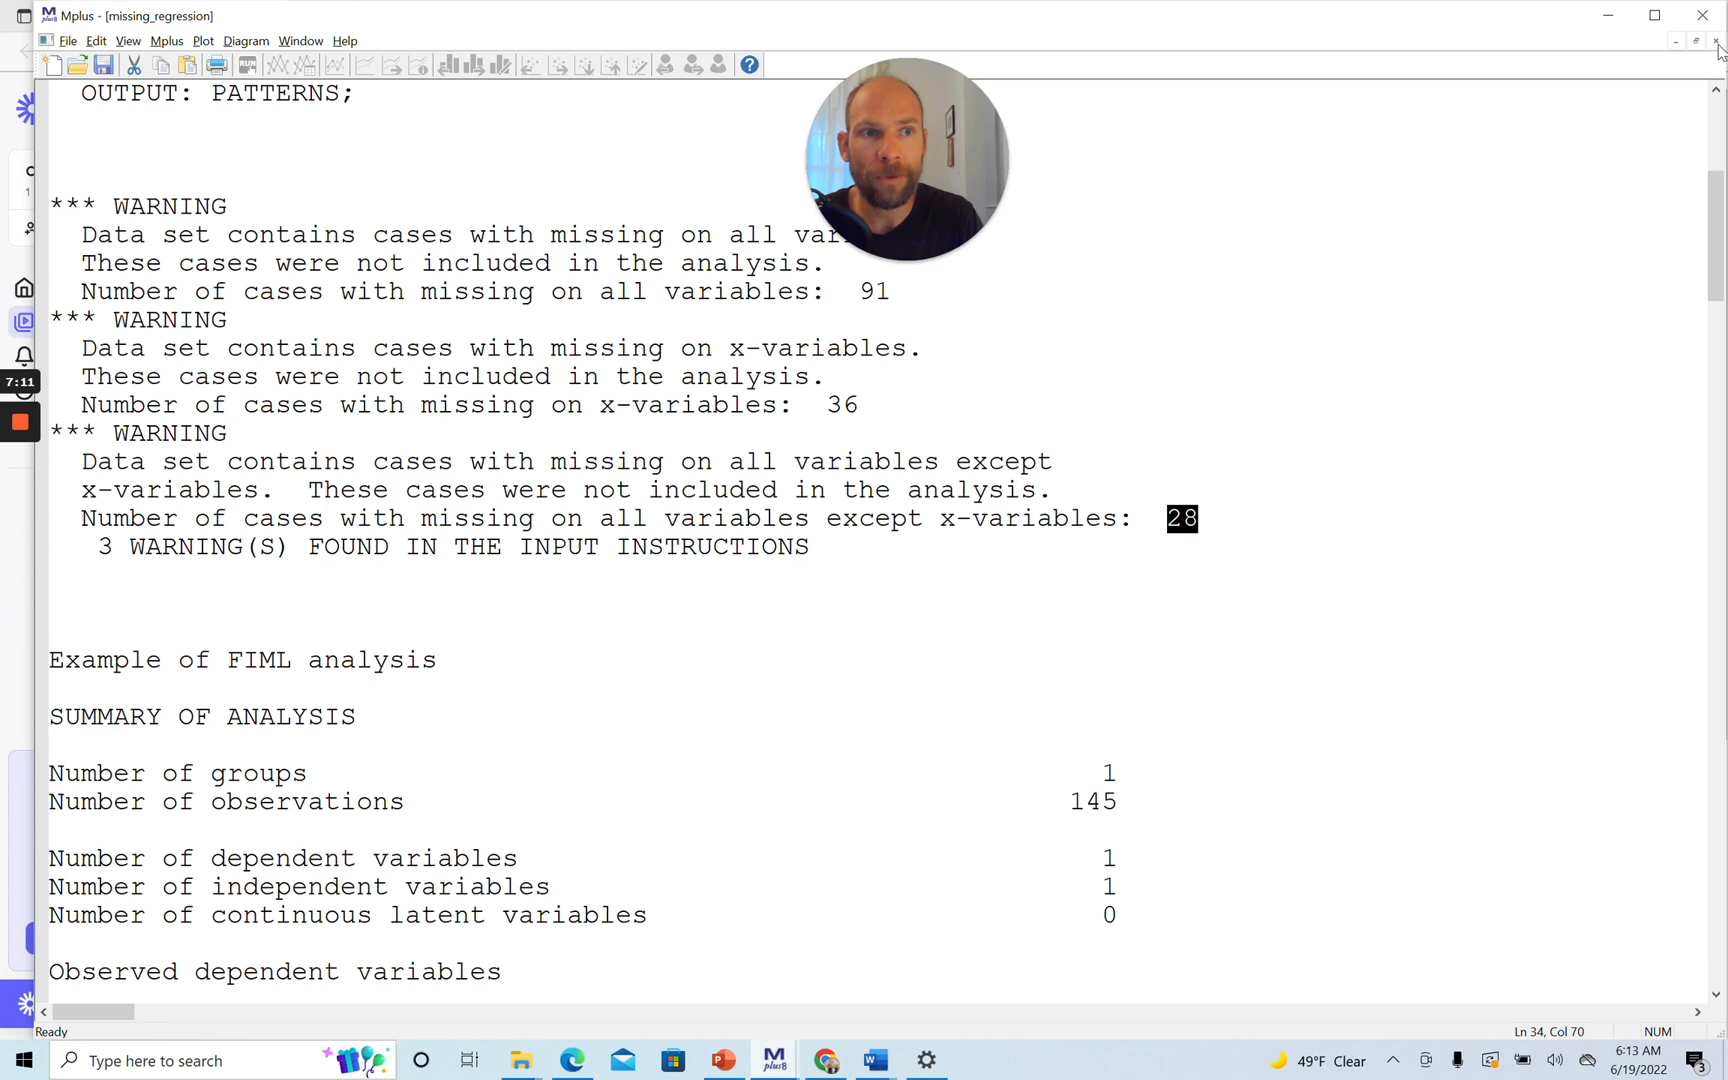 Mplus - [missing_regression]
File Edit View Mplus Plot Diagram Window Help
RUN
OUTPUT: PATTERNS;
*** WARNING
Data set contains cases with missing on all
These cases were not included in the analysis.
Number of cases with missing on all variables: 91
*** WARNING
Data set contains cases with missing on x-variables.
These cases were not included in the analysis.
Number of cases with missing on x-variables: 36
*** WARNING
Data set contains cases with missing on all variables except
x-variables. These cases were not included in the analysis.
Number of cases with missing on all variables except x-variables: 28
3 WARNING(S) FOUND IN THE INPUT INSTRUCTIONS
7:11
Example of FIML analysis
SUMMARY OF ANALYSIS
Number of groups 1
Number of observations 145
Number of dependent variables 1
Number of independent variables 1
Number of continuous latent variables 0
Observed dependent variables
Ready
Ln 34, Col 70 NUM
Type here to search
49°F Clear
6:13 AM
6/19/2022
3